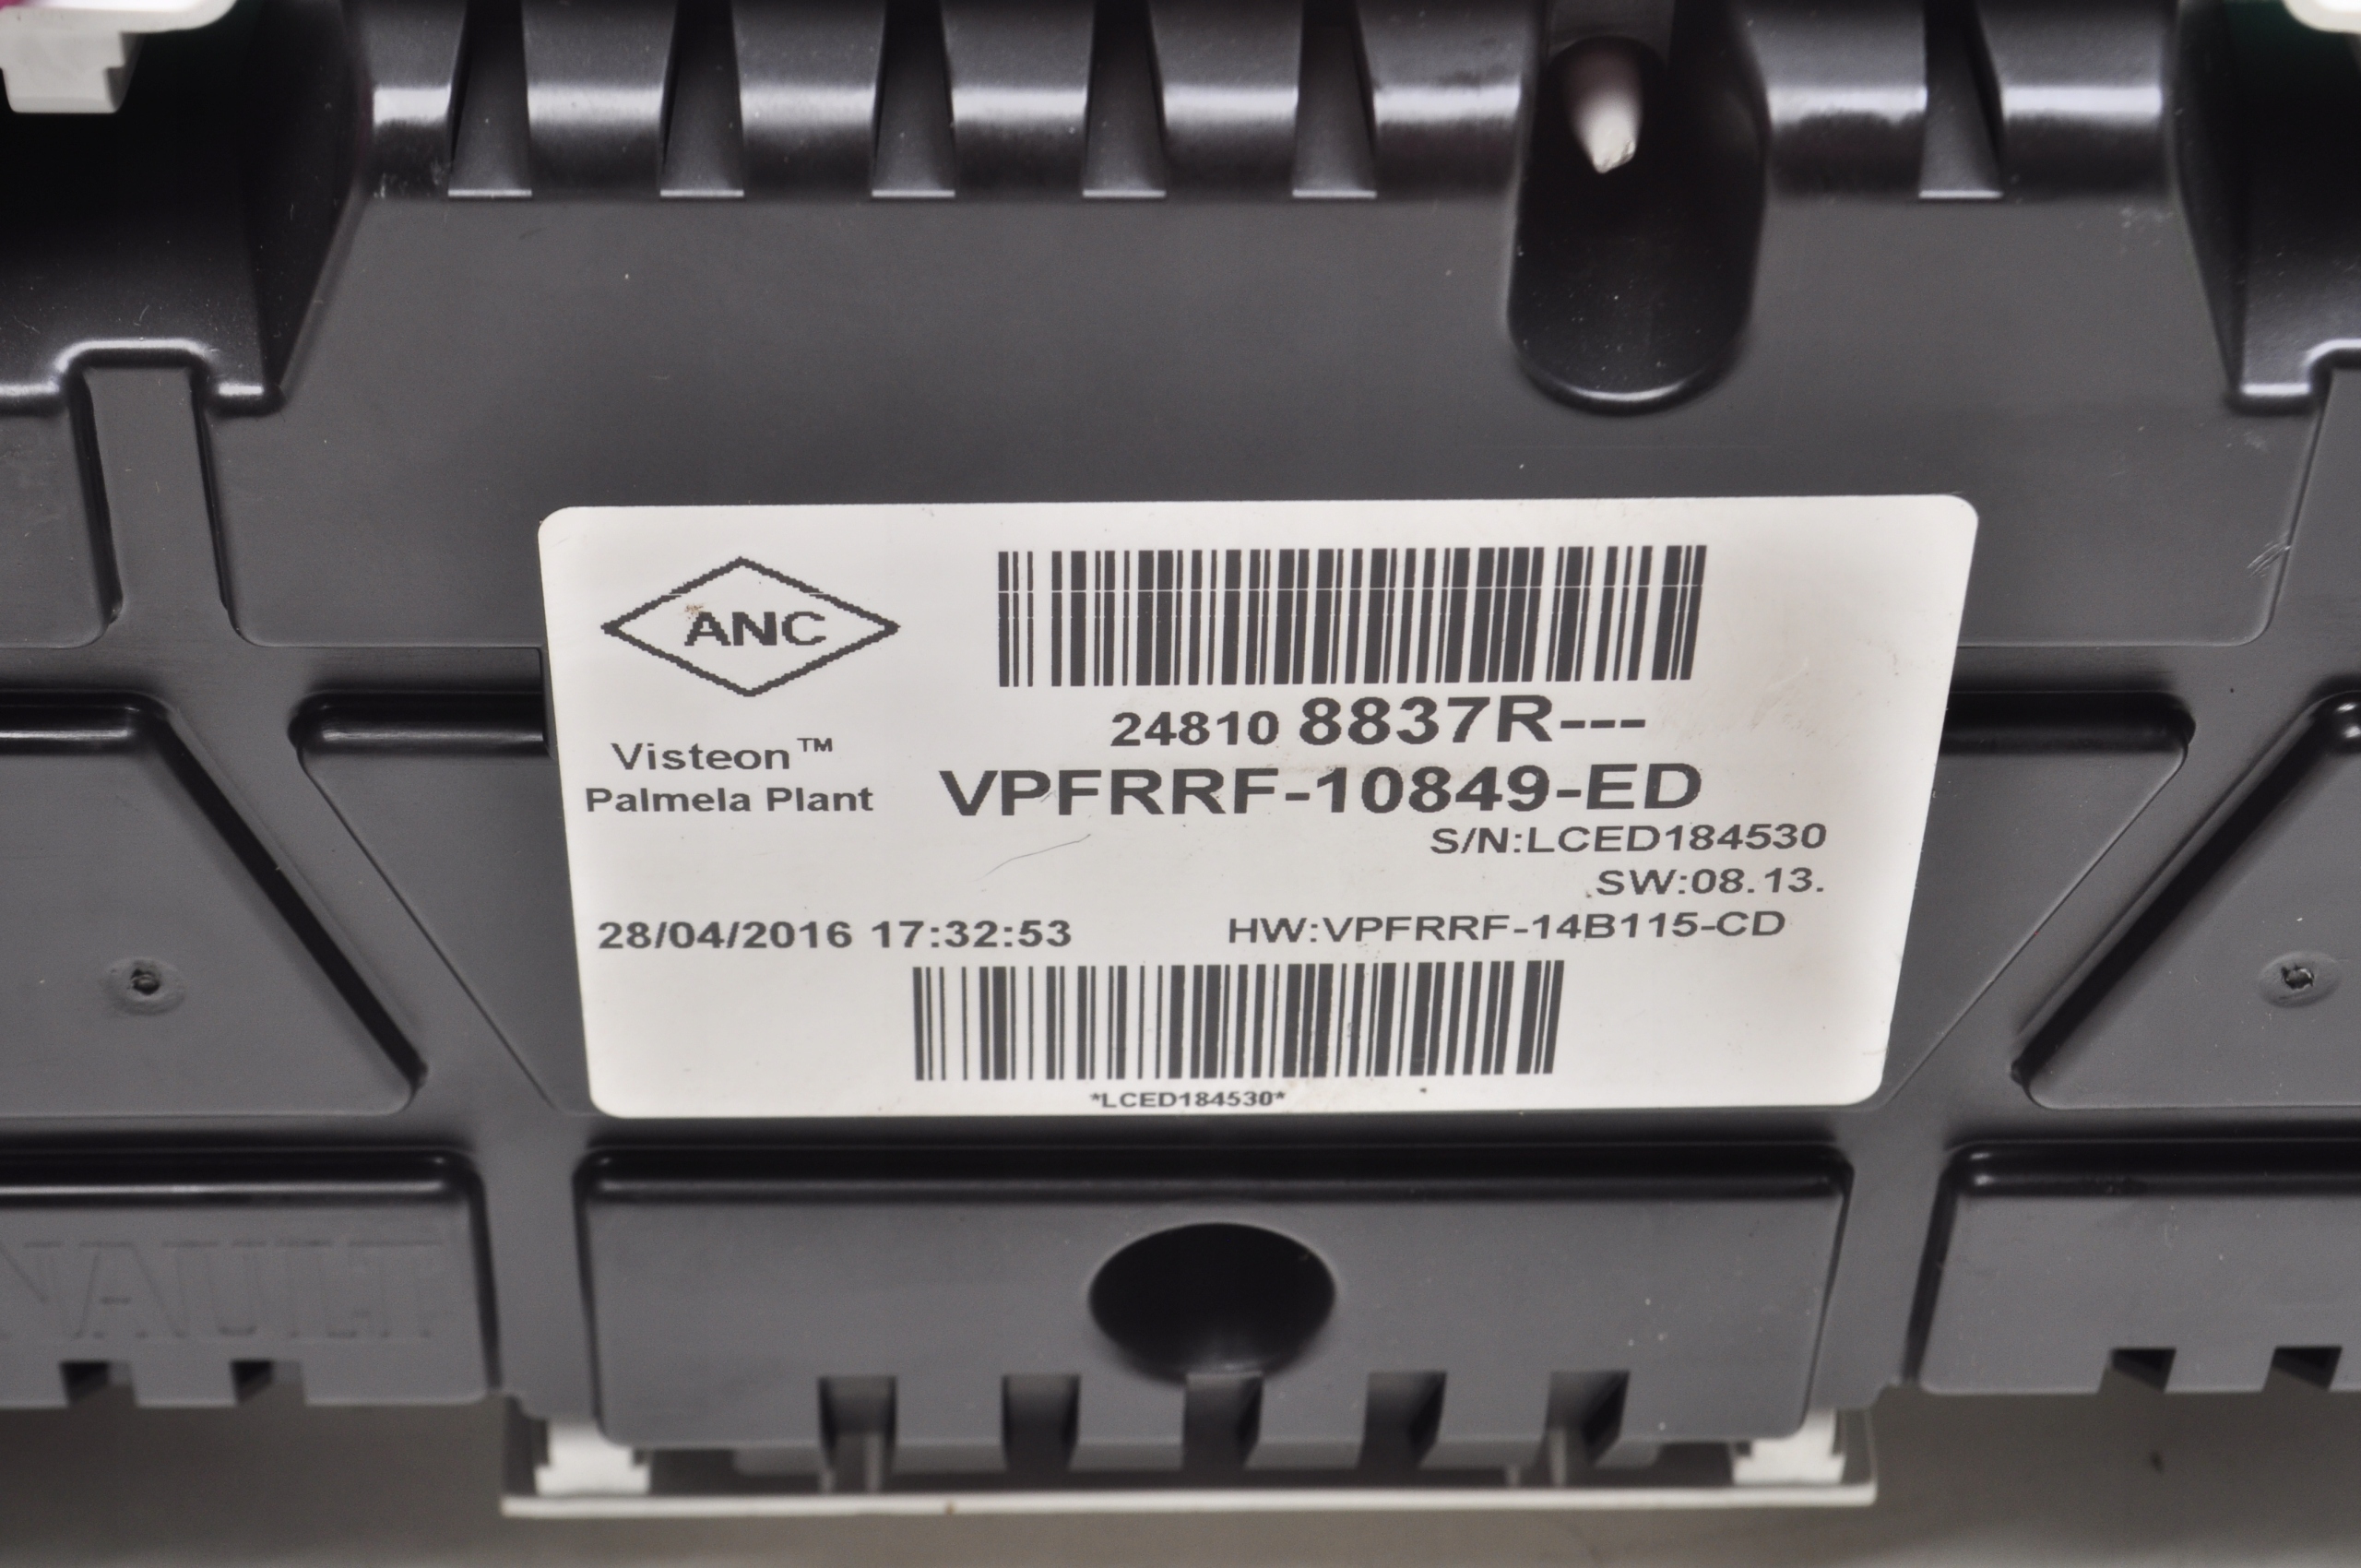 ANC
24810 8837R---
Visteon™
Palmela Plant
VPFRRF-10849-ED
S/N:LCED184530
SW:08.13.
28/04/2016 17:32:53
HW:VPFRRF-14B115-CD
*LCED184530*
NAULT